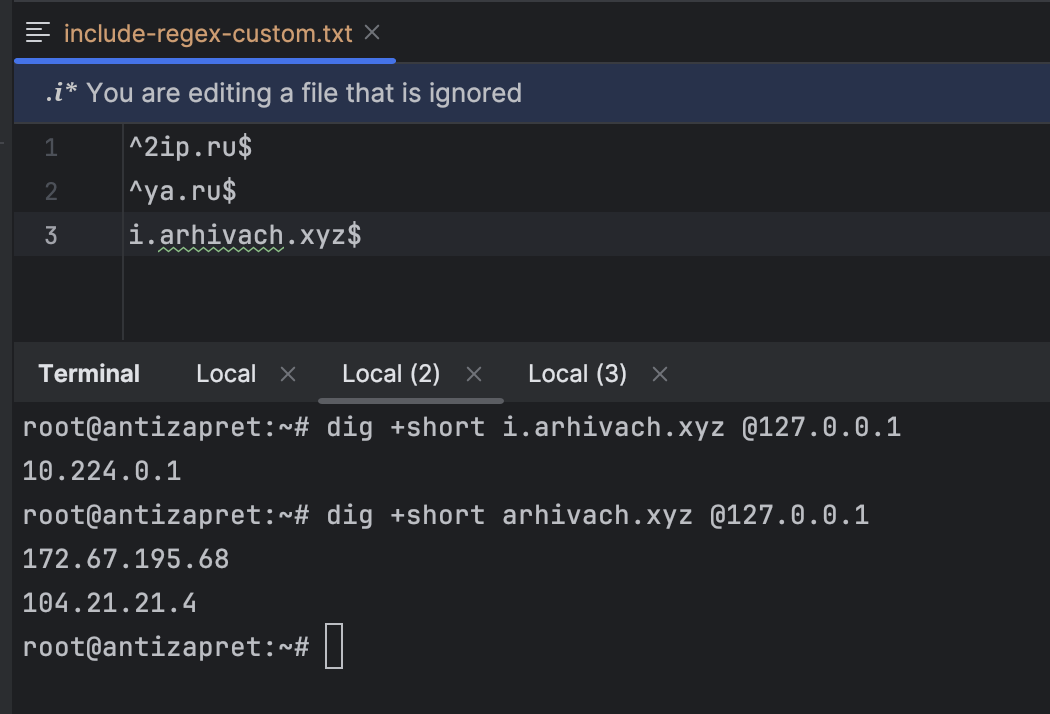 include-regex-custom.txt
.i* You are editing a file that is ignored
1 ^2ip.ru$
2 ^ya.ru$
3 i.arhivach.xyz$
Terminal Local Local (2) Local (3)
root@antizapret:~# dig +short i.arhivach.xyz @127.0.0.1
10.224.0.1
root@antizapret:~# dig +short arhivach.xyz @127.0.0.1
172.67.195.68
104.21.21.4
root@antizapret:~#